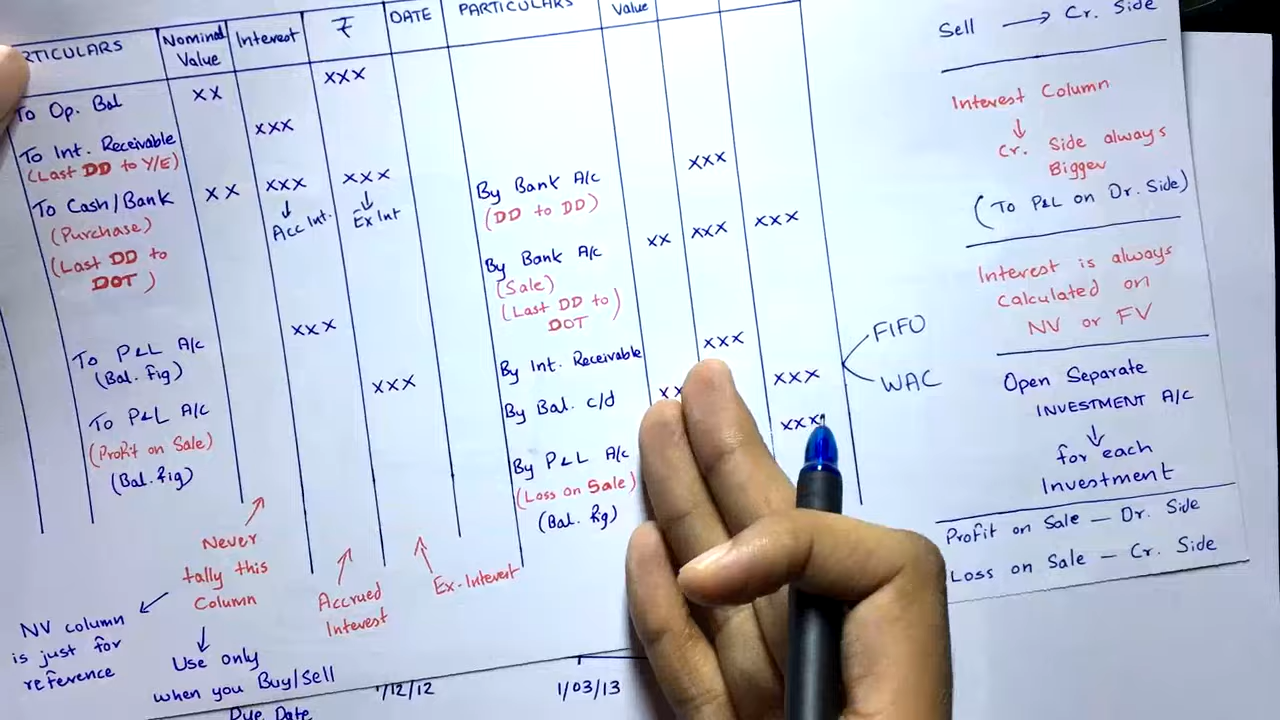 RTICULARS
Nominal
Value
Interest
₹
DATE
PARTICULARS
Value
To Op. Bal
xx
xxx
To Int. Receivable
(Last DD to Y/E)
xxx
To Cash/Bank
(Purchase)
(Last DD to
DOT)
xx
xxx
↓
Acc Int.
xxx
↓
Ex Int
To P&L A/c
(Bal. fig)
xxx
To P&L A/c
(Profit on Sale)
(Bal. fig)
xxx
By Bank A/c
(DD to DD)
xxx
By Bank A/c
(Sale)
(Last DD to)
DOT
xx
xxx
xxx
By Int. Receivable
xxx
By Bal. c/d
xx
xxx
By P&L A/c
(Loss on Sale)
(Bal. fig)
xxx
FIFO
WAC
Never
tally this
Column
Accrued
Interest
Ex-Interest
NV column
is just for
reference
Use only
when you Buy/Sell
Due Date
1/12/12
1/03/13
Sell → Cr. Side
Interest Column
↓
Cr. Side always
Bigger
(To P&L on Dr. Side)
Interest is always
Calculated on
NV or FV
Open Separate
INVESTMENT A/C
↓
for each
Investment
Profit on Sale – Dr. Side
Loss on Sale – Cr. Side